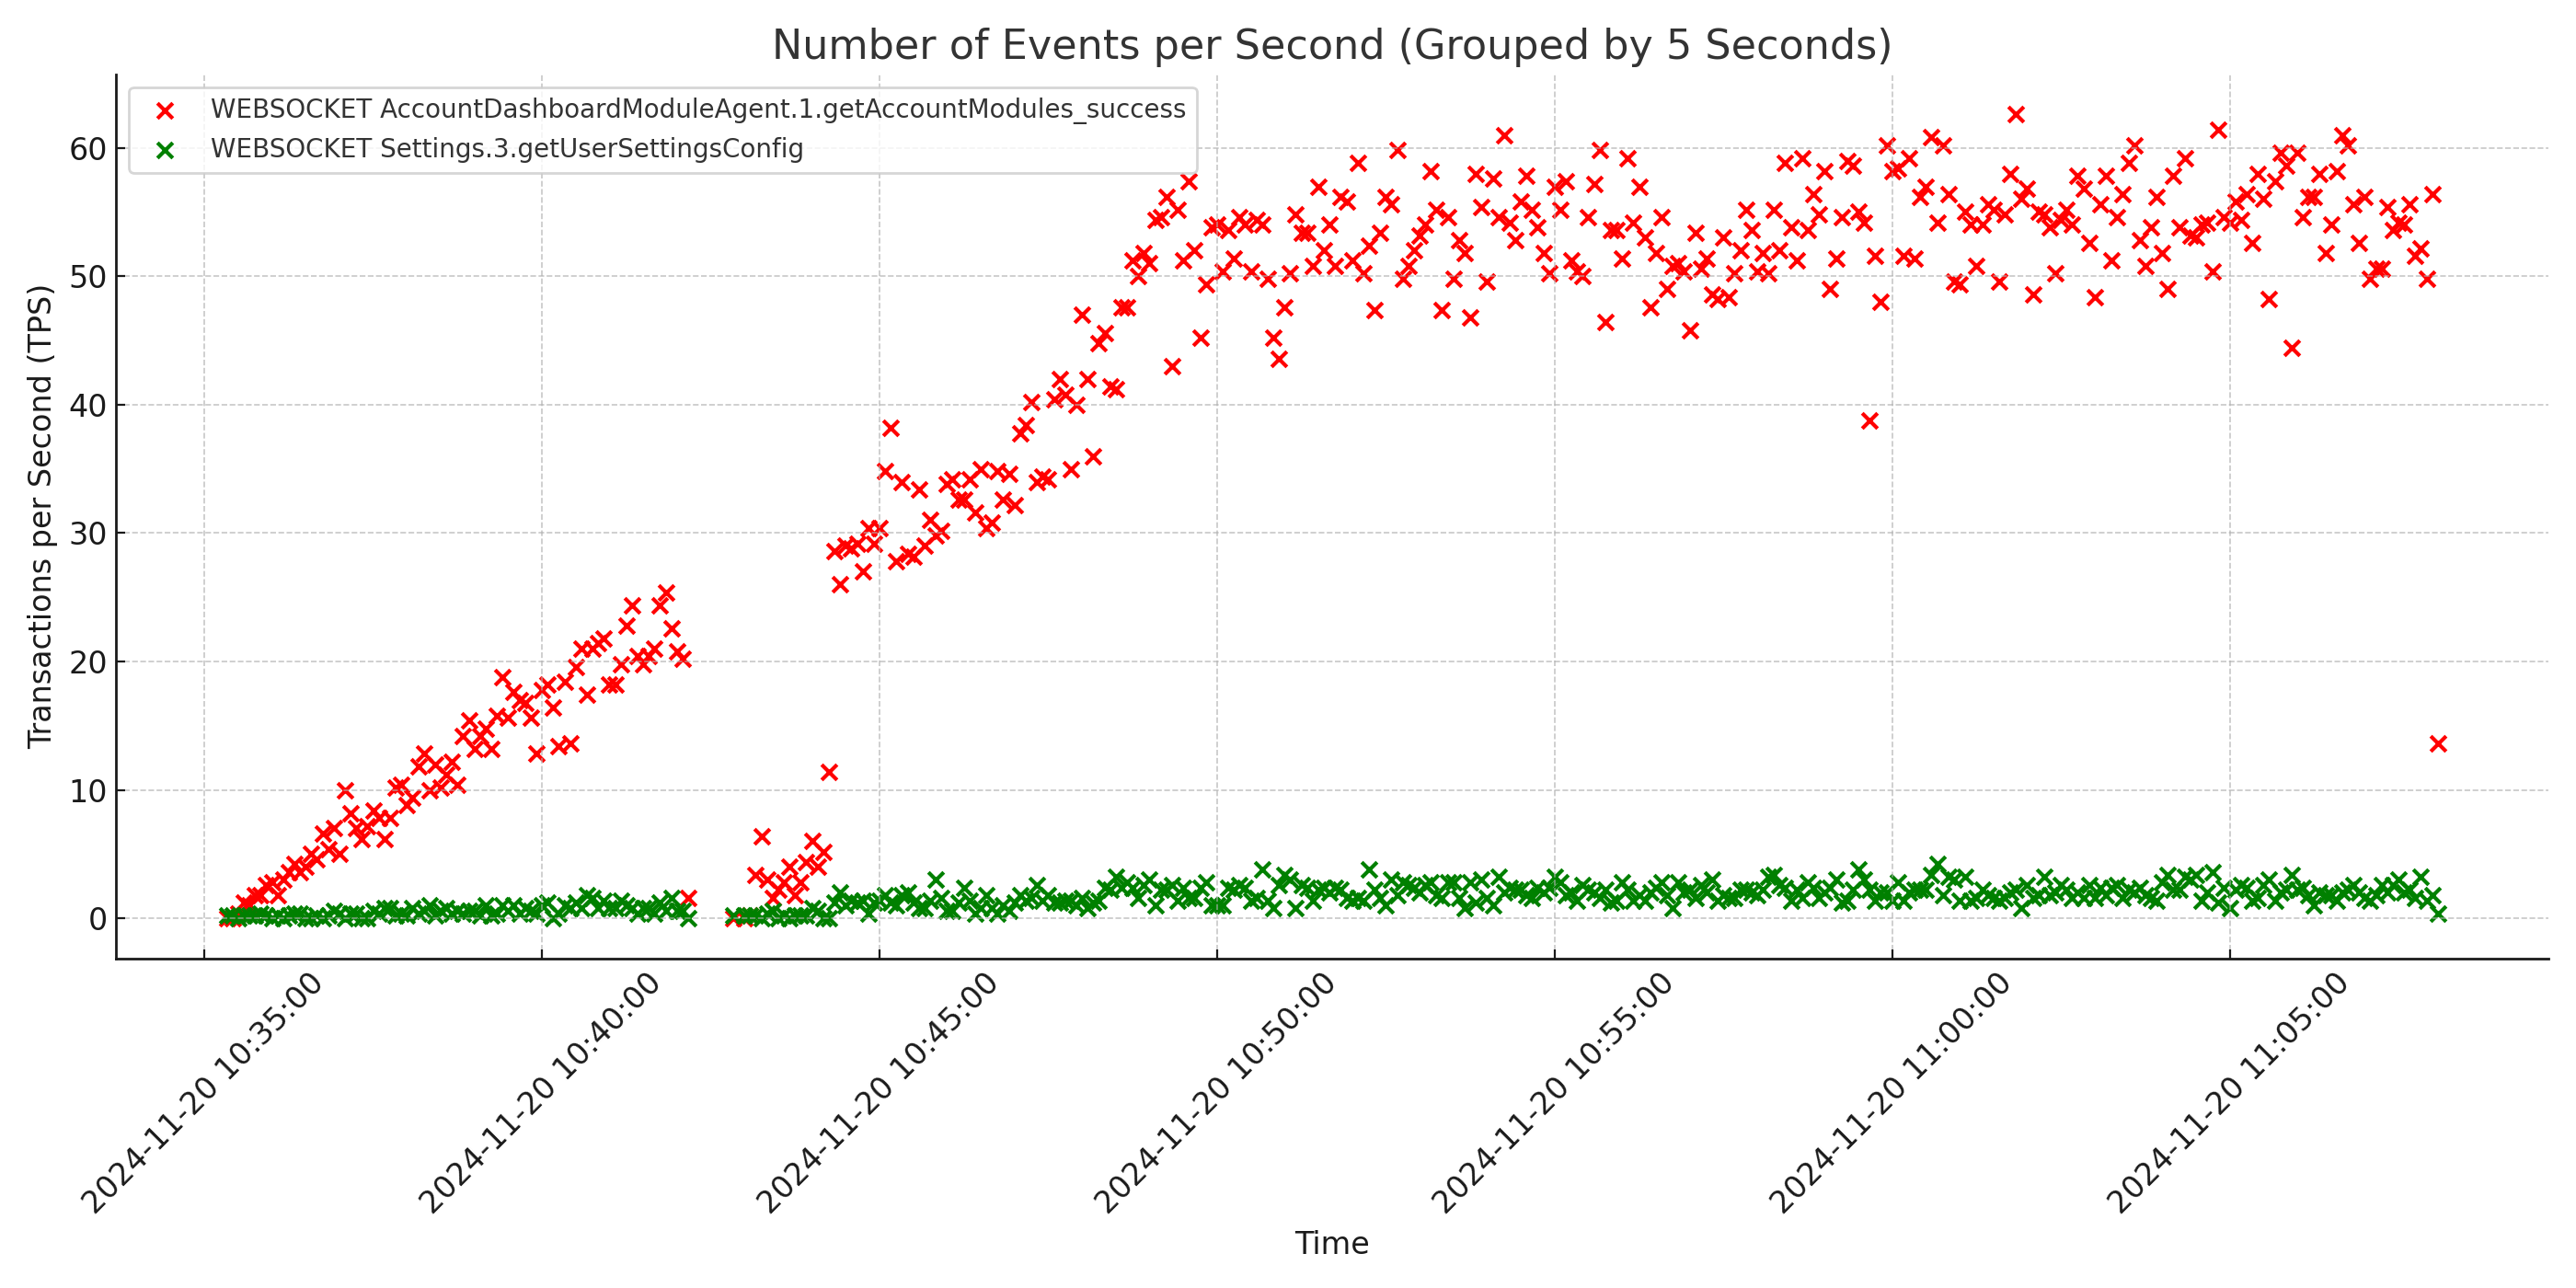 Number of Events per Second (Grouped by 5 Seconds)
WEBSOCKET AccountDashboardModuleAgent.1.getAccountModules_success
WEBSOCKET Settings.3.getUserSettingsConfig
Transactions per Second (TPS)
60
50
40
30
20
10
0
2024-11-20 10:35:00
2024-11-20 10:40:00
2024-11-20 10:45:00
2024-11-20 10:50:00
2024-11-20 10:55:00
2024-11-20 11:00:00
2024-11-20 11:05:00
Time